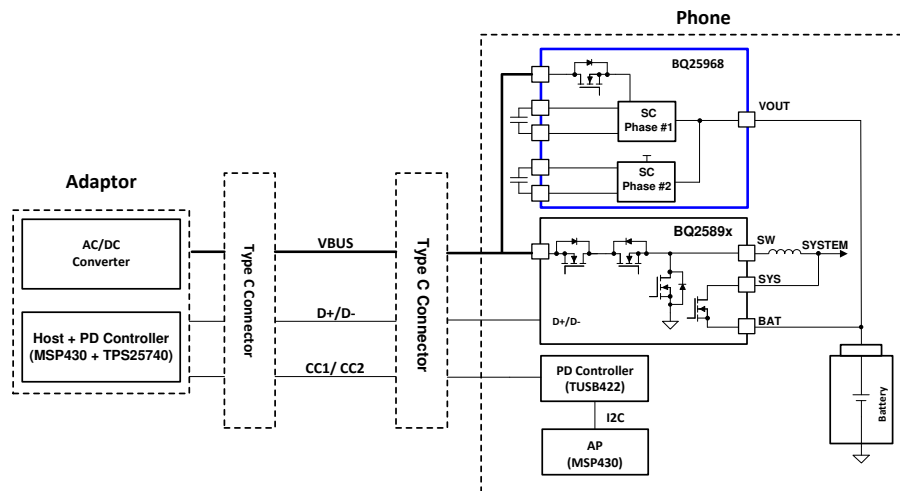 Phone
BQ25968
SC
Phase #1
VOUT
SC
Phase #2
Adaptor
AC/DC
Converter
Host + PD Controller
(MSP430 + TPS25740)
Type C Connector
VBUS
D+/D-
CC1/ CC2
Type C Connector
BQ2589x
SW
SYSTEM
SYS
BAT
D+/D-
PD Controller
(TUSB422)
I2C
AP
(MSP430)
Battery